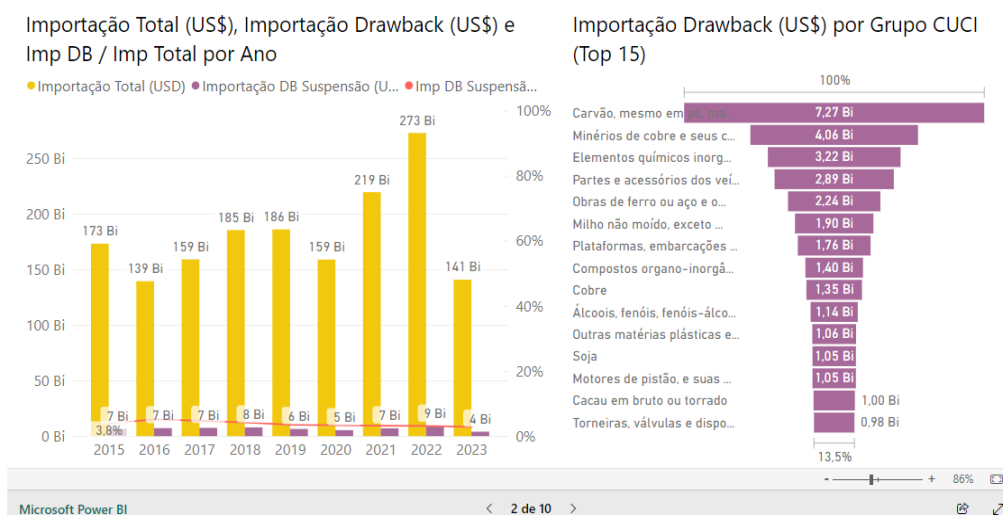 Importação Total (US$), Importação Drawback (US$) e
Imp DB / Imp Total por Ano
Importação Total (USD) Importação DB Suspensão (U... Imp DB Suspensã...
100%
273 Bi
250 Bi
219 Bi
80%
200 Bi
185 Bi 186 Bi
173 Bi
159 Bi 159 Bi
60%
150 Bi
139 Bi
141 Bi
40%
100 Bi
20%
50 Bi
7 Bi 7 Bi 7 Bi 8 Bi 6 Bi 5 Bi 7 Bi 9 Bi 4 Bi
3,8%
0 Bi
0%
2015 2016 2017 2018 2019 2020 2021 2022 2023
Importação Drawback (US$) por Grupo CUCI
(Top 15)
100%
Carvão, mesmo em pó, ma... 7,27 Bi
Minérios de cobre e seus c... 4,06 Bi
Elementos químicos inorg... 3,22 Bi
Partes e acessórios dos veí... 2,89 Bi
Obras de ferro ou aço e o... 2,24 Bi
Milho não moído, exceto ... 1,90 Bi
Plataformas, embarcações ... 1,76 Bi
Compostos organo-inorgâ... 1,40 Bi
Cobre 1,35 Bi
Álcoois, fenóis, fenóis-álco... 1,14 Bi
Outras matérias plásticas e... 1,06 Bi
Soja 1,05 Bi
Motores de pistão, e suas ... 1,05 Bi
Cacau em bruto ou torrado 1,00 Bi
Torneiras, válvulas e dispo... 0,98 Bi
13,5%
- + 86%
Microsoft Power BI < 2 de 10 >